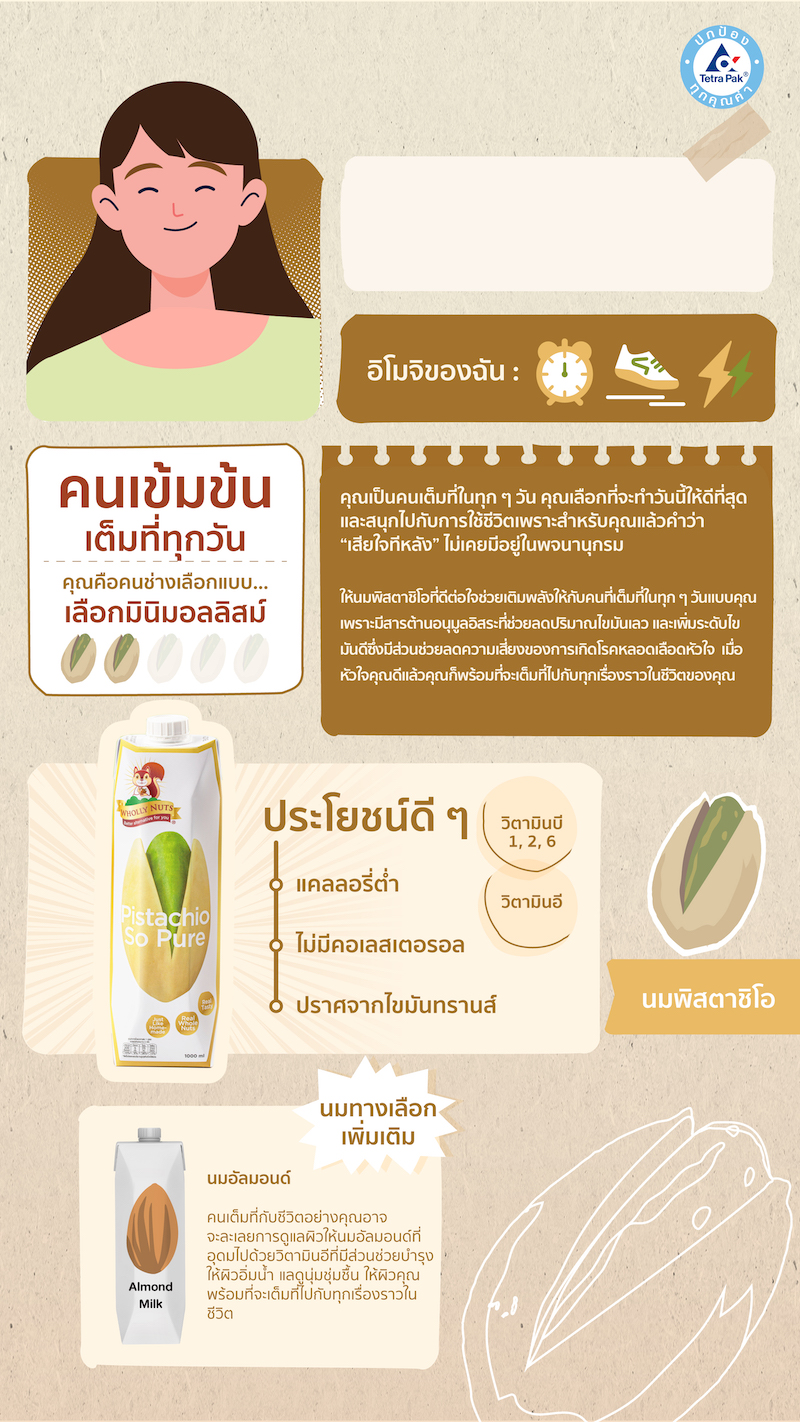 ปกป้อง
Tetra Pak®
ทุกคุณค่า
อิโมจิของฉัน :
คนเข้มข้น
เต็มที่ทุกวัน
คุณคือคนช่างเลือกแบบ...
เลือกมินิมอลลิสม์
คุณเป็นคนเต็มที่ในทุก ๆ วัน คุณเลือกที่จะทำวันนี้ให้ดีที่สุด
และสนุกไปกับการใช้ชีวิตเพราะสำหรับคุณแล้วคำว่า
“เสียใจทีหลัง” ไม่เคยมีอยู่ในพจนานุกรม
ให้นมพิสตาชิโอที่ดีต่อใจช่วยเติมพลังให้กับคนที่เต็มที่ในทุก ๆ วันแบบคุณ
เพราะมีสารต้านอนุมูลอิสระที่ช่วยลดปริมาณไขมันเลว และเพิ่มระดับไข
มันดีซึ่งมีส่วนช่วยลดความเสี่ยงของการเกิดโรคหลอดเลือดหัวใจ เมื่อ
หัวใจคุณดีแล้วคุณก็พร้อมที่จะเต็มที่ไปกับทุกเรื่องราวในชีวิตของคุณ
WHOLLY NUTS®
Better alternative for you
Pistachio
So Pure
Just
Like
Home-
made
Real
Whole
Nuts
Real
Taste
1000 ml
ประโยชน์ดี ๆ
แคลลอรี่ต่ำ
ไม่มีคอเลสเตอรอล
ปราศจากไขมันทรานส์
วิตามินบี
1, 2, 6
วิตามินอี
นมพิสตาชิโอ
นมทางเลือก
เพิ่มเติม
นมอัลมอนด์
คนเต็มที่กับชีวิตอย่างคุณอาจ
จะละเลยการดูแลผิวให้นมอัลมอนด์ที่
อุดมไปด้วยวิตามินอีที่มีส่วนช่วยบำรุง
ให้ผิวอิ่มน้ำ แลดูนุ่มชุ่มชื้น ให้ผิวคุณ
พร้อมที่จะเต็มที่ไปกับทุกเรื่องราวใน
ชีวิต
Almond
Milk